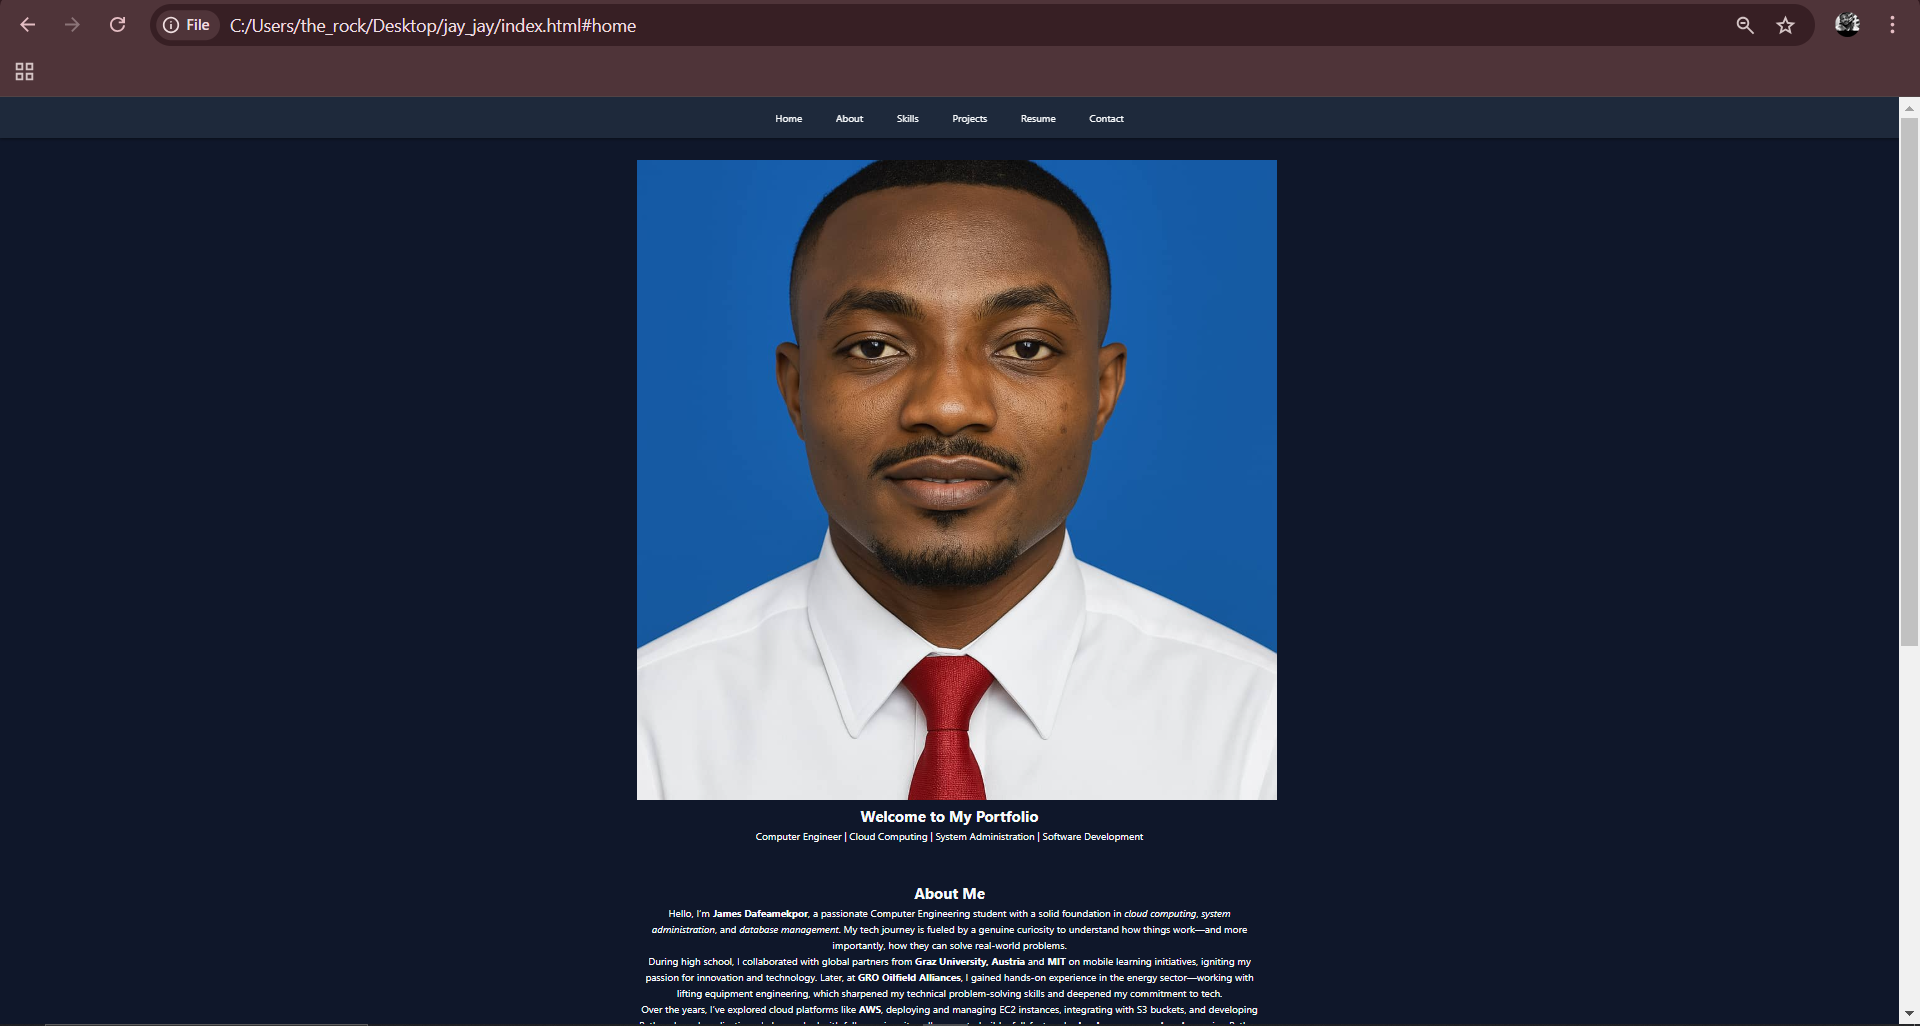 File C:/Users/the_rock/Desktop/jay_jay/index.html#home
Home About Skills Projects Resume Contact
Welcome to My Portfolio
Computer Engineer | Cloud Computing | System Administration | Software Development
About Me
Hello, I'm James Dafeamekpor, a passionate Computer Engineering student with a solid foundation in cloud computing, system
administration, and database management. My tech journey is fueled by a genuine curiosity to understand how things work—and more
importantly, how they can solve real-world problems.
During high school, I collaborated with global partners from Graz University, Austria and MIT on mobile learning initiatives, igniting my
passion for innovation and technology. Later, at GRO Oilfield Alliances, I gained hands-on experience in the energy sector—working with
lifting equipment engineering, which sharpened my technical problem-solving skills and deepened my commitment to tech.
Over the years, I've explored cloud platforms like AWS, deploying and managing EC2 instances, integrating with S3 buckets, and developing